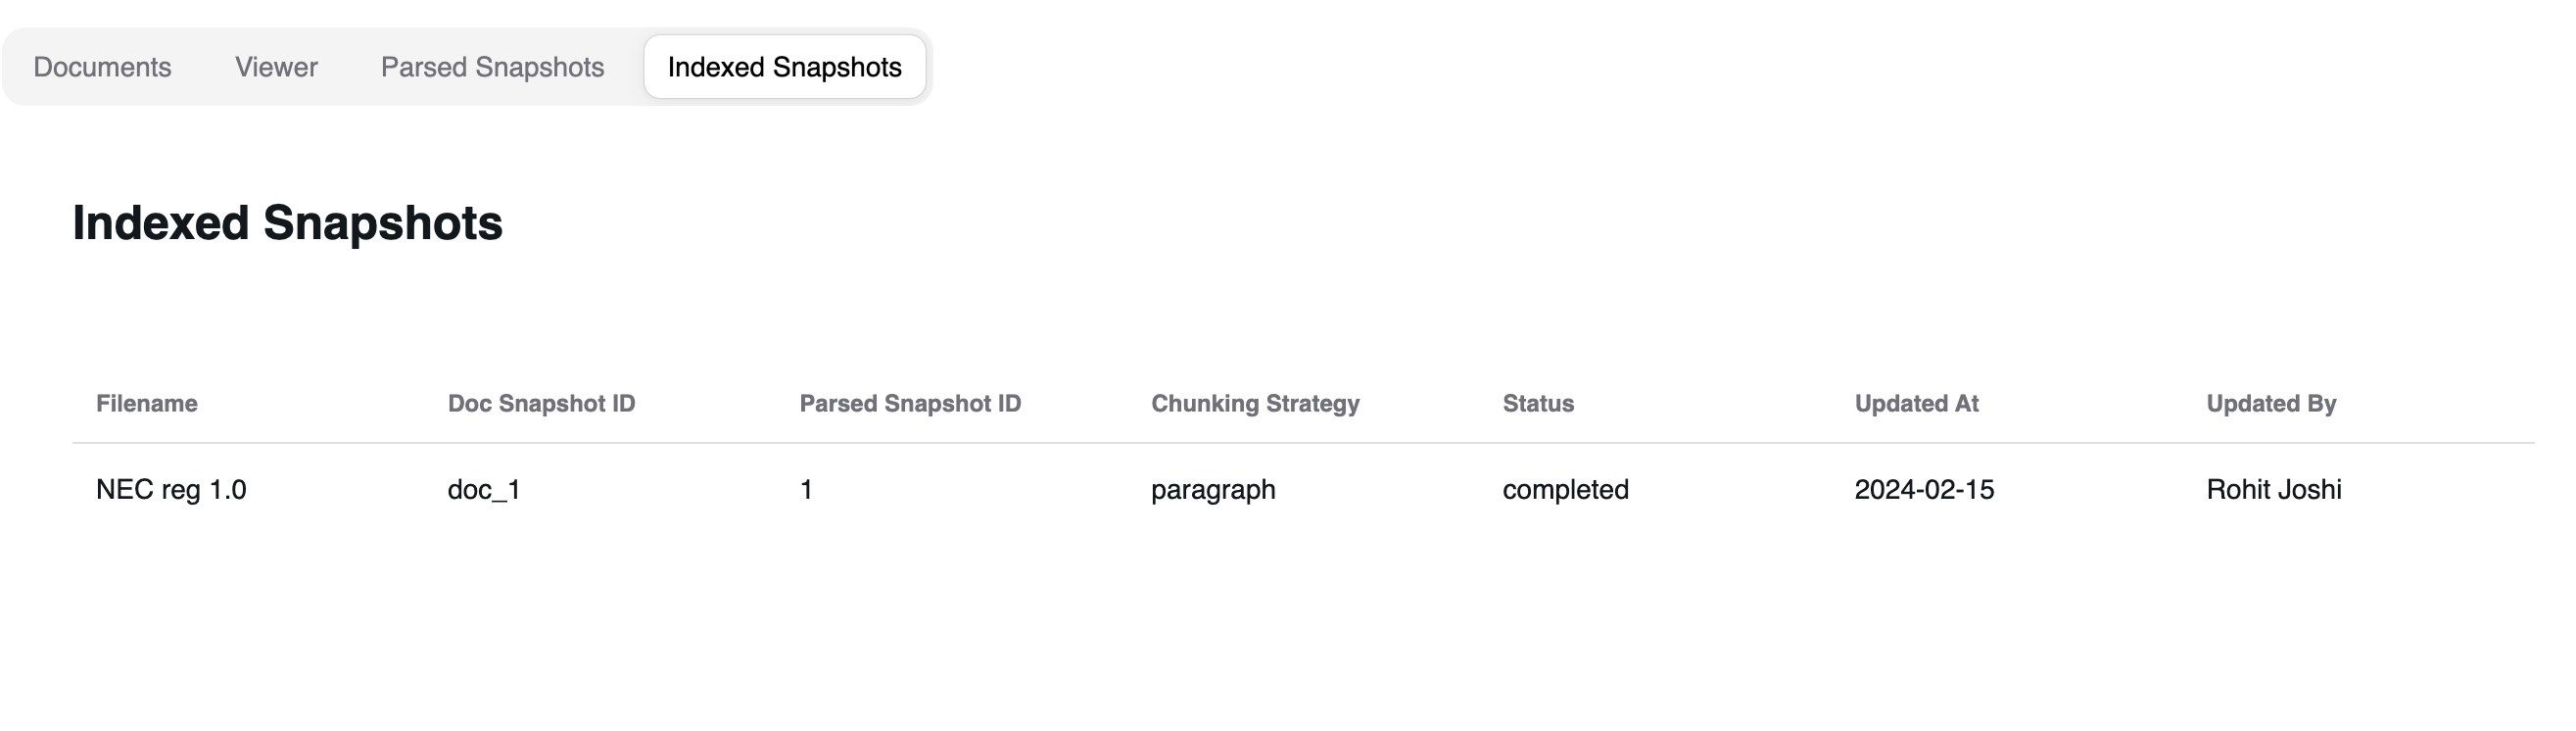 Documents Viewer Parsed Snapshots Indexed Snapshots
Indexed Snapshots
Filename Doc Snapshot ID Parsed Snapshot ID Chunking Strategy Status Updated At Updated By
NEC reg 1.0 doc_1 1 paragraph completed 2024-02-15 Rohit Joshi